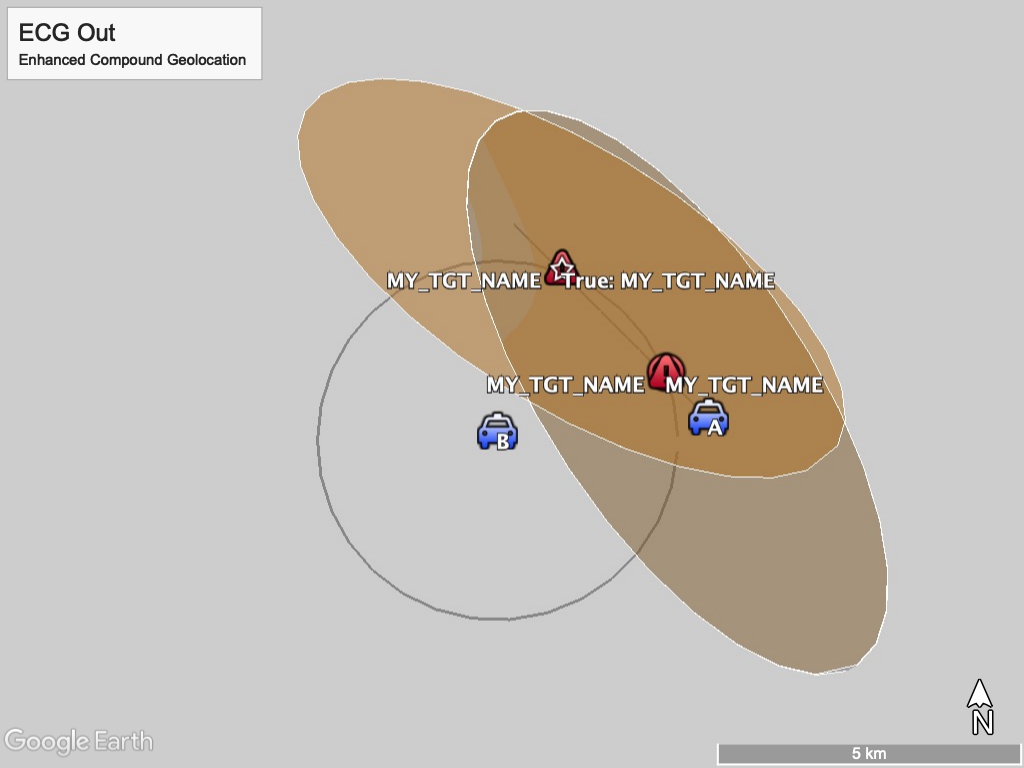 ECG Out
Enhanced Compound Geolocation
MY_TGT_NAME True: MY_TGT_NAME
MY_TGT_NAME MY_TGT_NAME
A
B
N
Google Earth
5 km